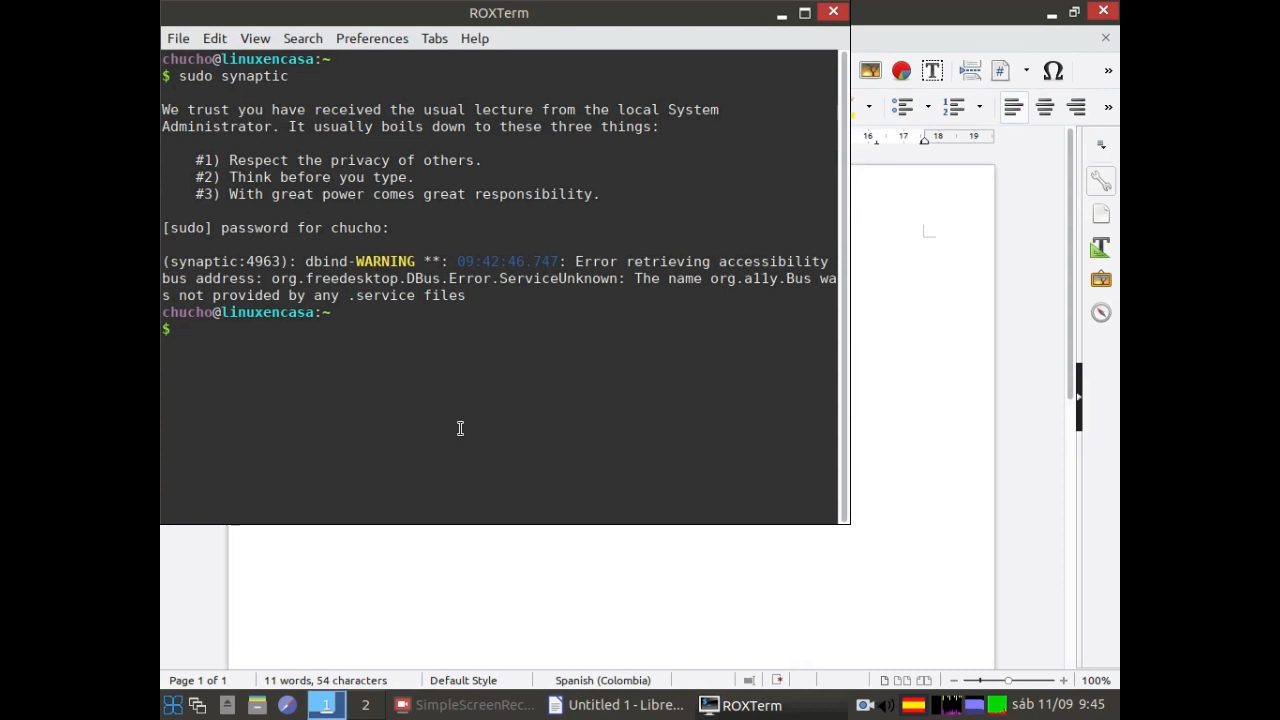 ROXTerm
File Edit View Search Preferences Tabs Help
chucho@linuxencasa:~
$ sudo synaptic
We trust you have received the usual lecture from the local System
Administrator. It usually boils down to these three things:
#1) Respect the privacy of others.
#2) Think before you type.
#3) With great power comes great responsibility.
[sudo] password for chucho:
(synaptic:4963): dbind-WARNING **: 09:42:46.747: Error retrieving accessibility
bus address: org.freedesktop.DBus.Error.ServiceUnknown: The name org.a11y.Bus wa
s not provided by any .service files
chucho@linuxencasa:~
$
16 17 18 19
Page 1 of 1 11 words, 54 characters Default Style Spanish (Colombia) 100%
1 2 SimpleScreenRec... Untitled 1 - Libre... ROXTerm sáb 11/09 9:45